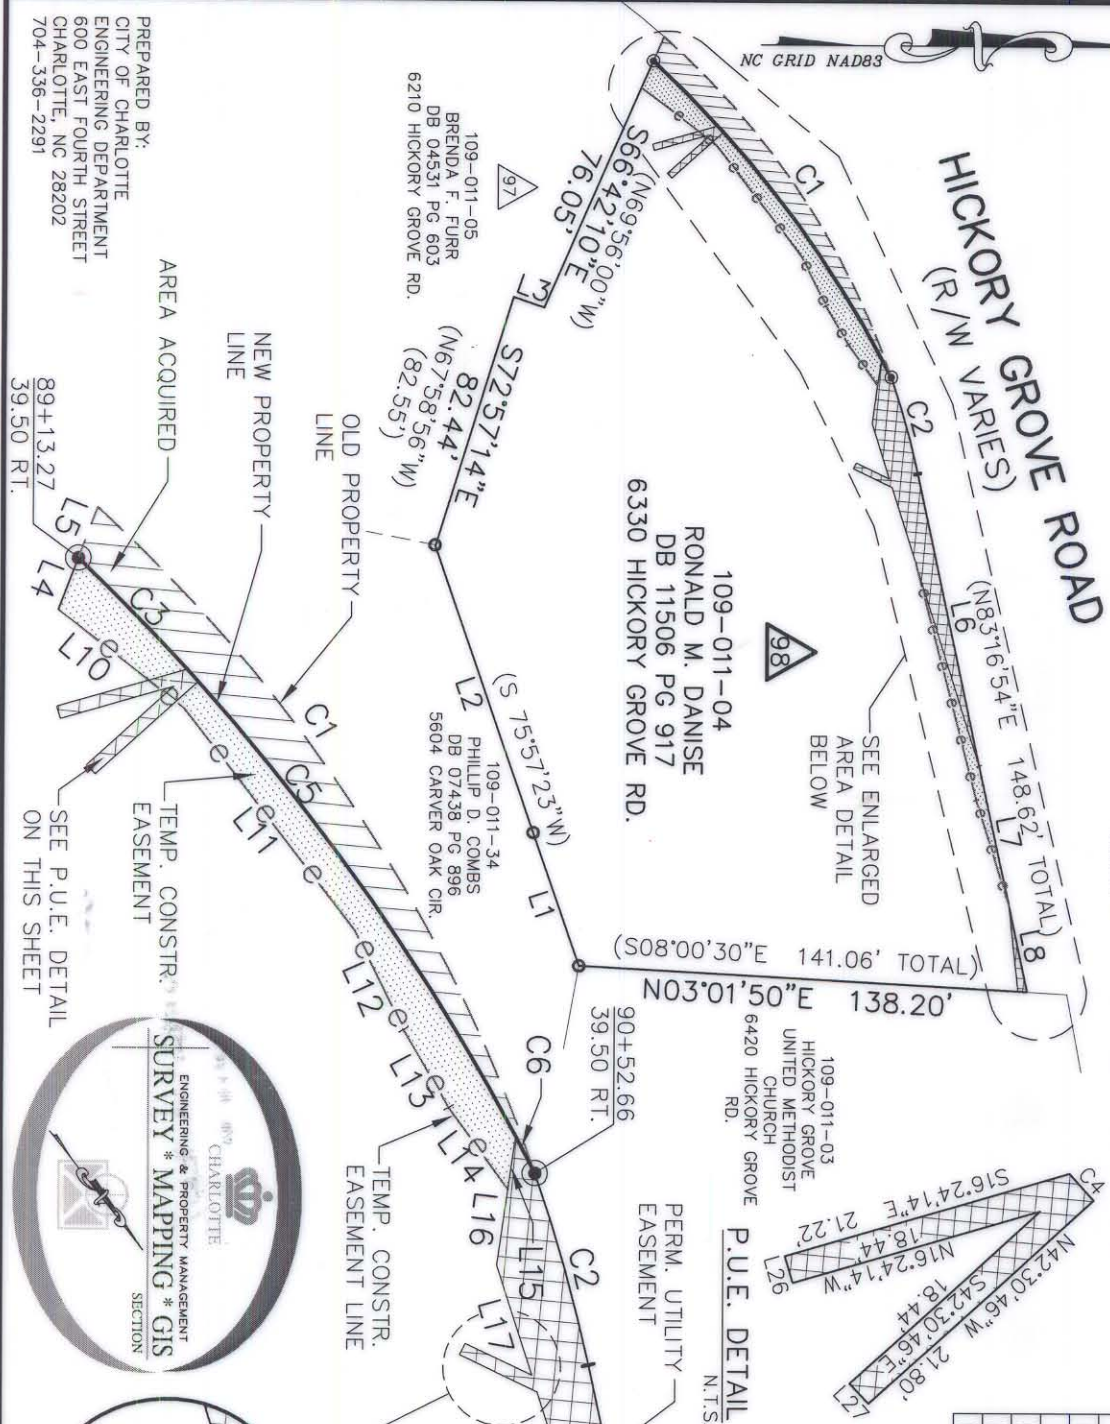 NC GRID NAD83
HICKORY GROVE ROAD
(R/W VARIES)
C1
C2
(N83°16'54"E 148.62' TOTAL)
L6
L7
L8
S66°42'10"E
76.05'
(N69°56'00"W)
L3
S72°57'14"E
82.44'
(N67°58'56"W)
(82.55')
109-011-05
BRENDA F. FURR
DB 04531 PG 603
6210 HICKORY GROVE RD.
97
98
109-011-04
RONALD M. DANISE
DB 11506 PG 917
6330 HICKORY GROVE RD.
SEE ENLARGED
AREA DETAIL
BELOW
(S 75°57'23"W)
L2
L1
109-011-34
PHILLIP D. COMBS
DB 07438 PG 896
5604 CARVER OAK CIR.
(S08°00'30"E 141.06' TOTAL)
N03°01'50"E 138.20'
109-011-03
HICKORY GROVE
UNITED METHODIST
CHURCH
6420 HICKORY GROVE
RD.
PREPARED BY:
CITY OF CHARLOTTE
ENGINEERING DEPARTMENT
600 EAST FOURTH STREET
CHARLOTTE, NC 28202
704-336-2291
AREA ACQUIRED
NEW PROPERTY
LINE
OLD PROPERTY
LINE
89+13.27
39.50 RT.
L5
L4
C3
L10
C1
C5
L11
L12
L13
L14
L16
L15
L17
C6
C2
90+52.66
39.50 RT.
TEMP. CONSTR.
EASEMENT
SEE P.U.E. DETAIL
ON THIS SHEET
TEMP. CONSTR.
EASEMENT LINE
PERM. UTILITY
EASEMENT
P.U.E. DETAIL
N.T.S
C4
S16°24'14"E
21.22'
L26
18.44'
N16°24'14"W
N42°30'46"W
21.80'
S42°30'46"E
18.44'
L27
CHARLOTTE
ENGINEERING & PROPERTY MANAGEMENT
SURVEY * MAPPING * GIS
SECTION